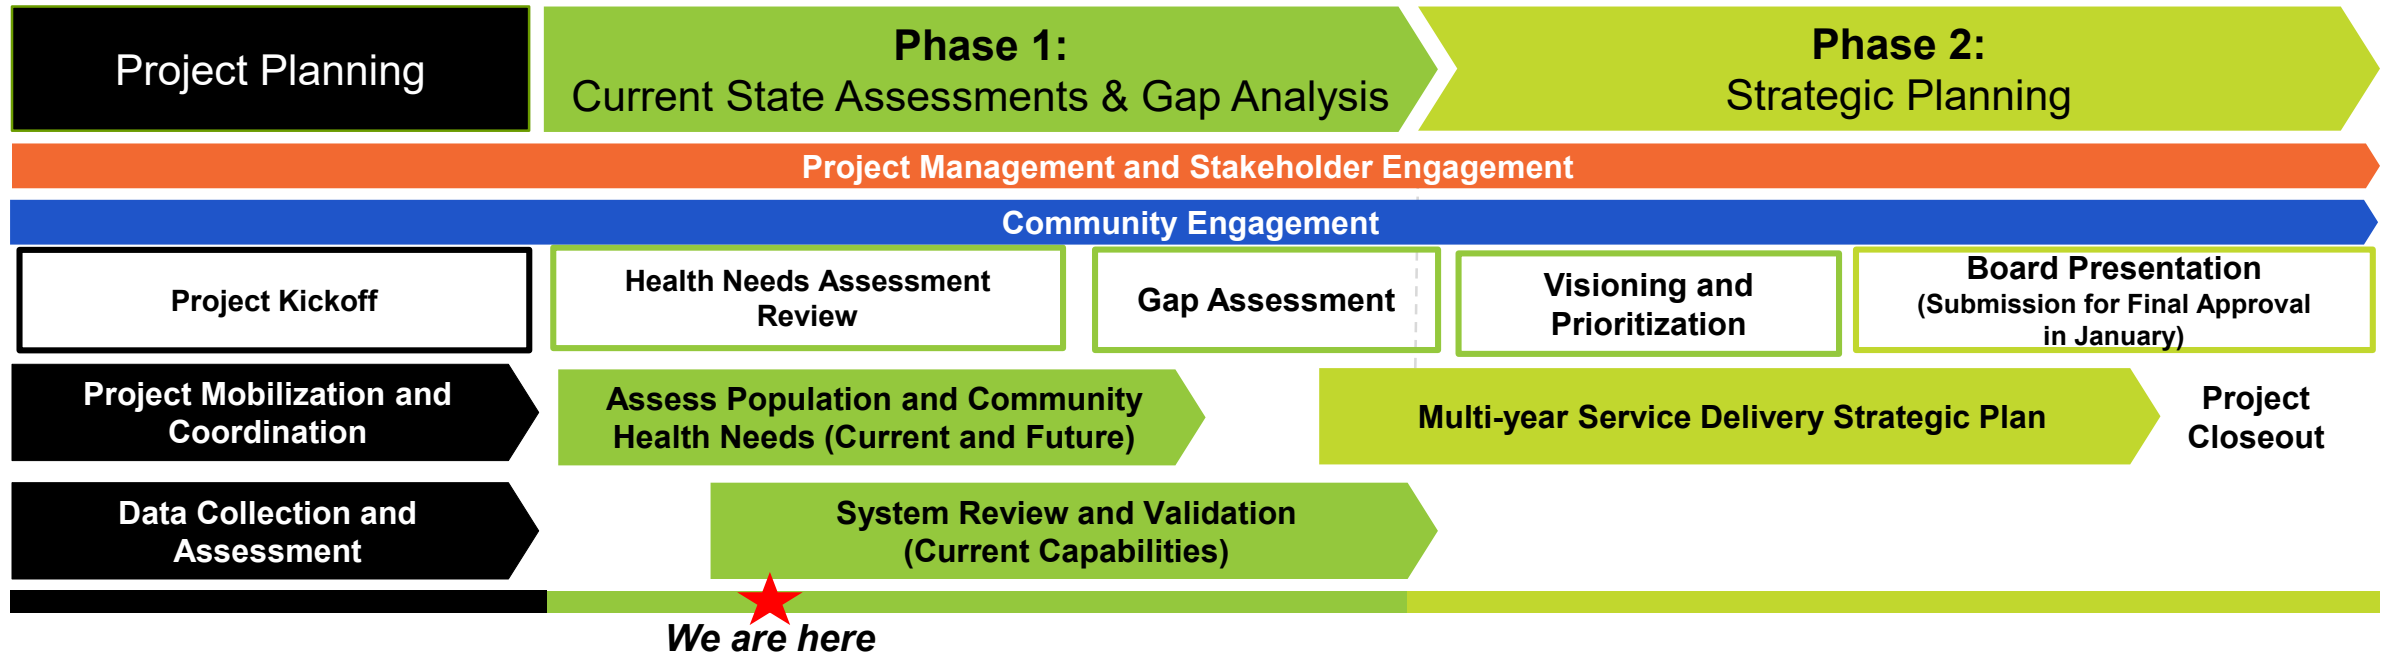 Project Planning
Phase 1:
Current State Assessments & Gap Analysis
Phase 2:
Strategic Planning
Project Management and Stakeholder Engagement
Community Engagement
Project Kickoff
Health Needs Assessment
Review
Gap Assessment
Visioning and
Prioritization
Board Presentation
(Submission for Final Approval
in January)
Project Mobilization and
Coordination
Assess Population and Community
Health Needs (Current and Future)
Multi-year Service Delivery Strategic Plan
Project
Closeout
Data Collection and
Assessment
System Review and Validation
(Current Capabilities)
We are here